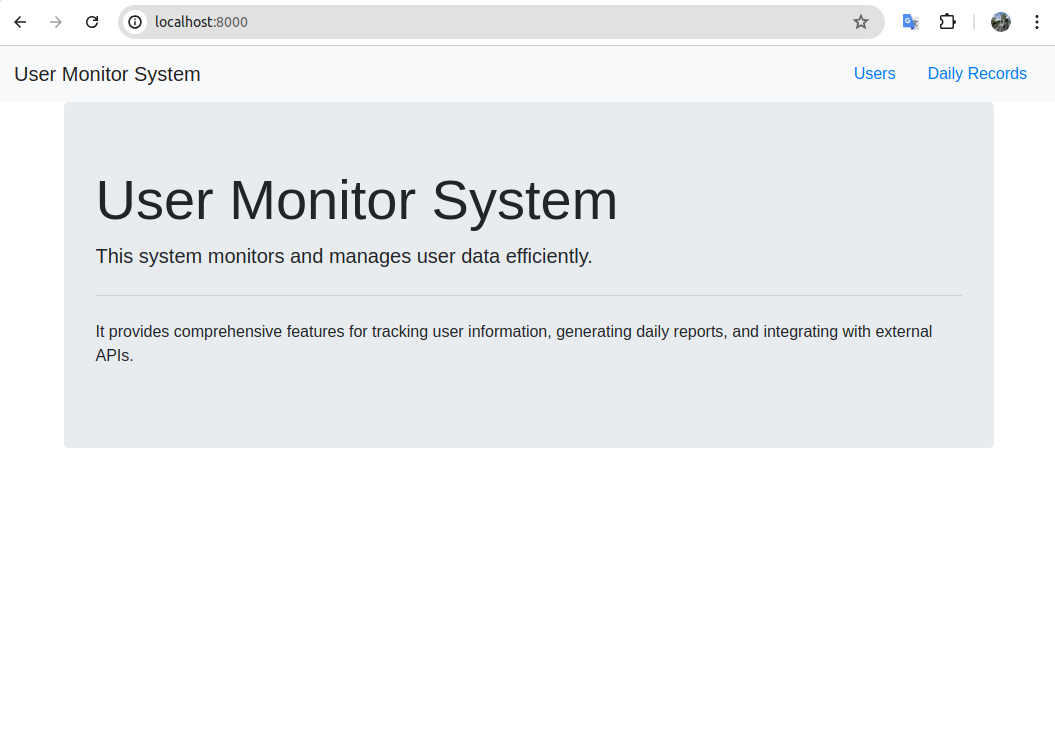 localhost:8000
User Monitor System
Users
Daily Records
User Monitor System
This system monitors and manages user data efficiently.
It provides comprehensive features for tracking user information, generating daily reports, and integrating with external
APIs.